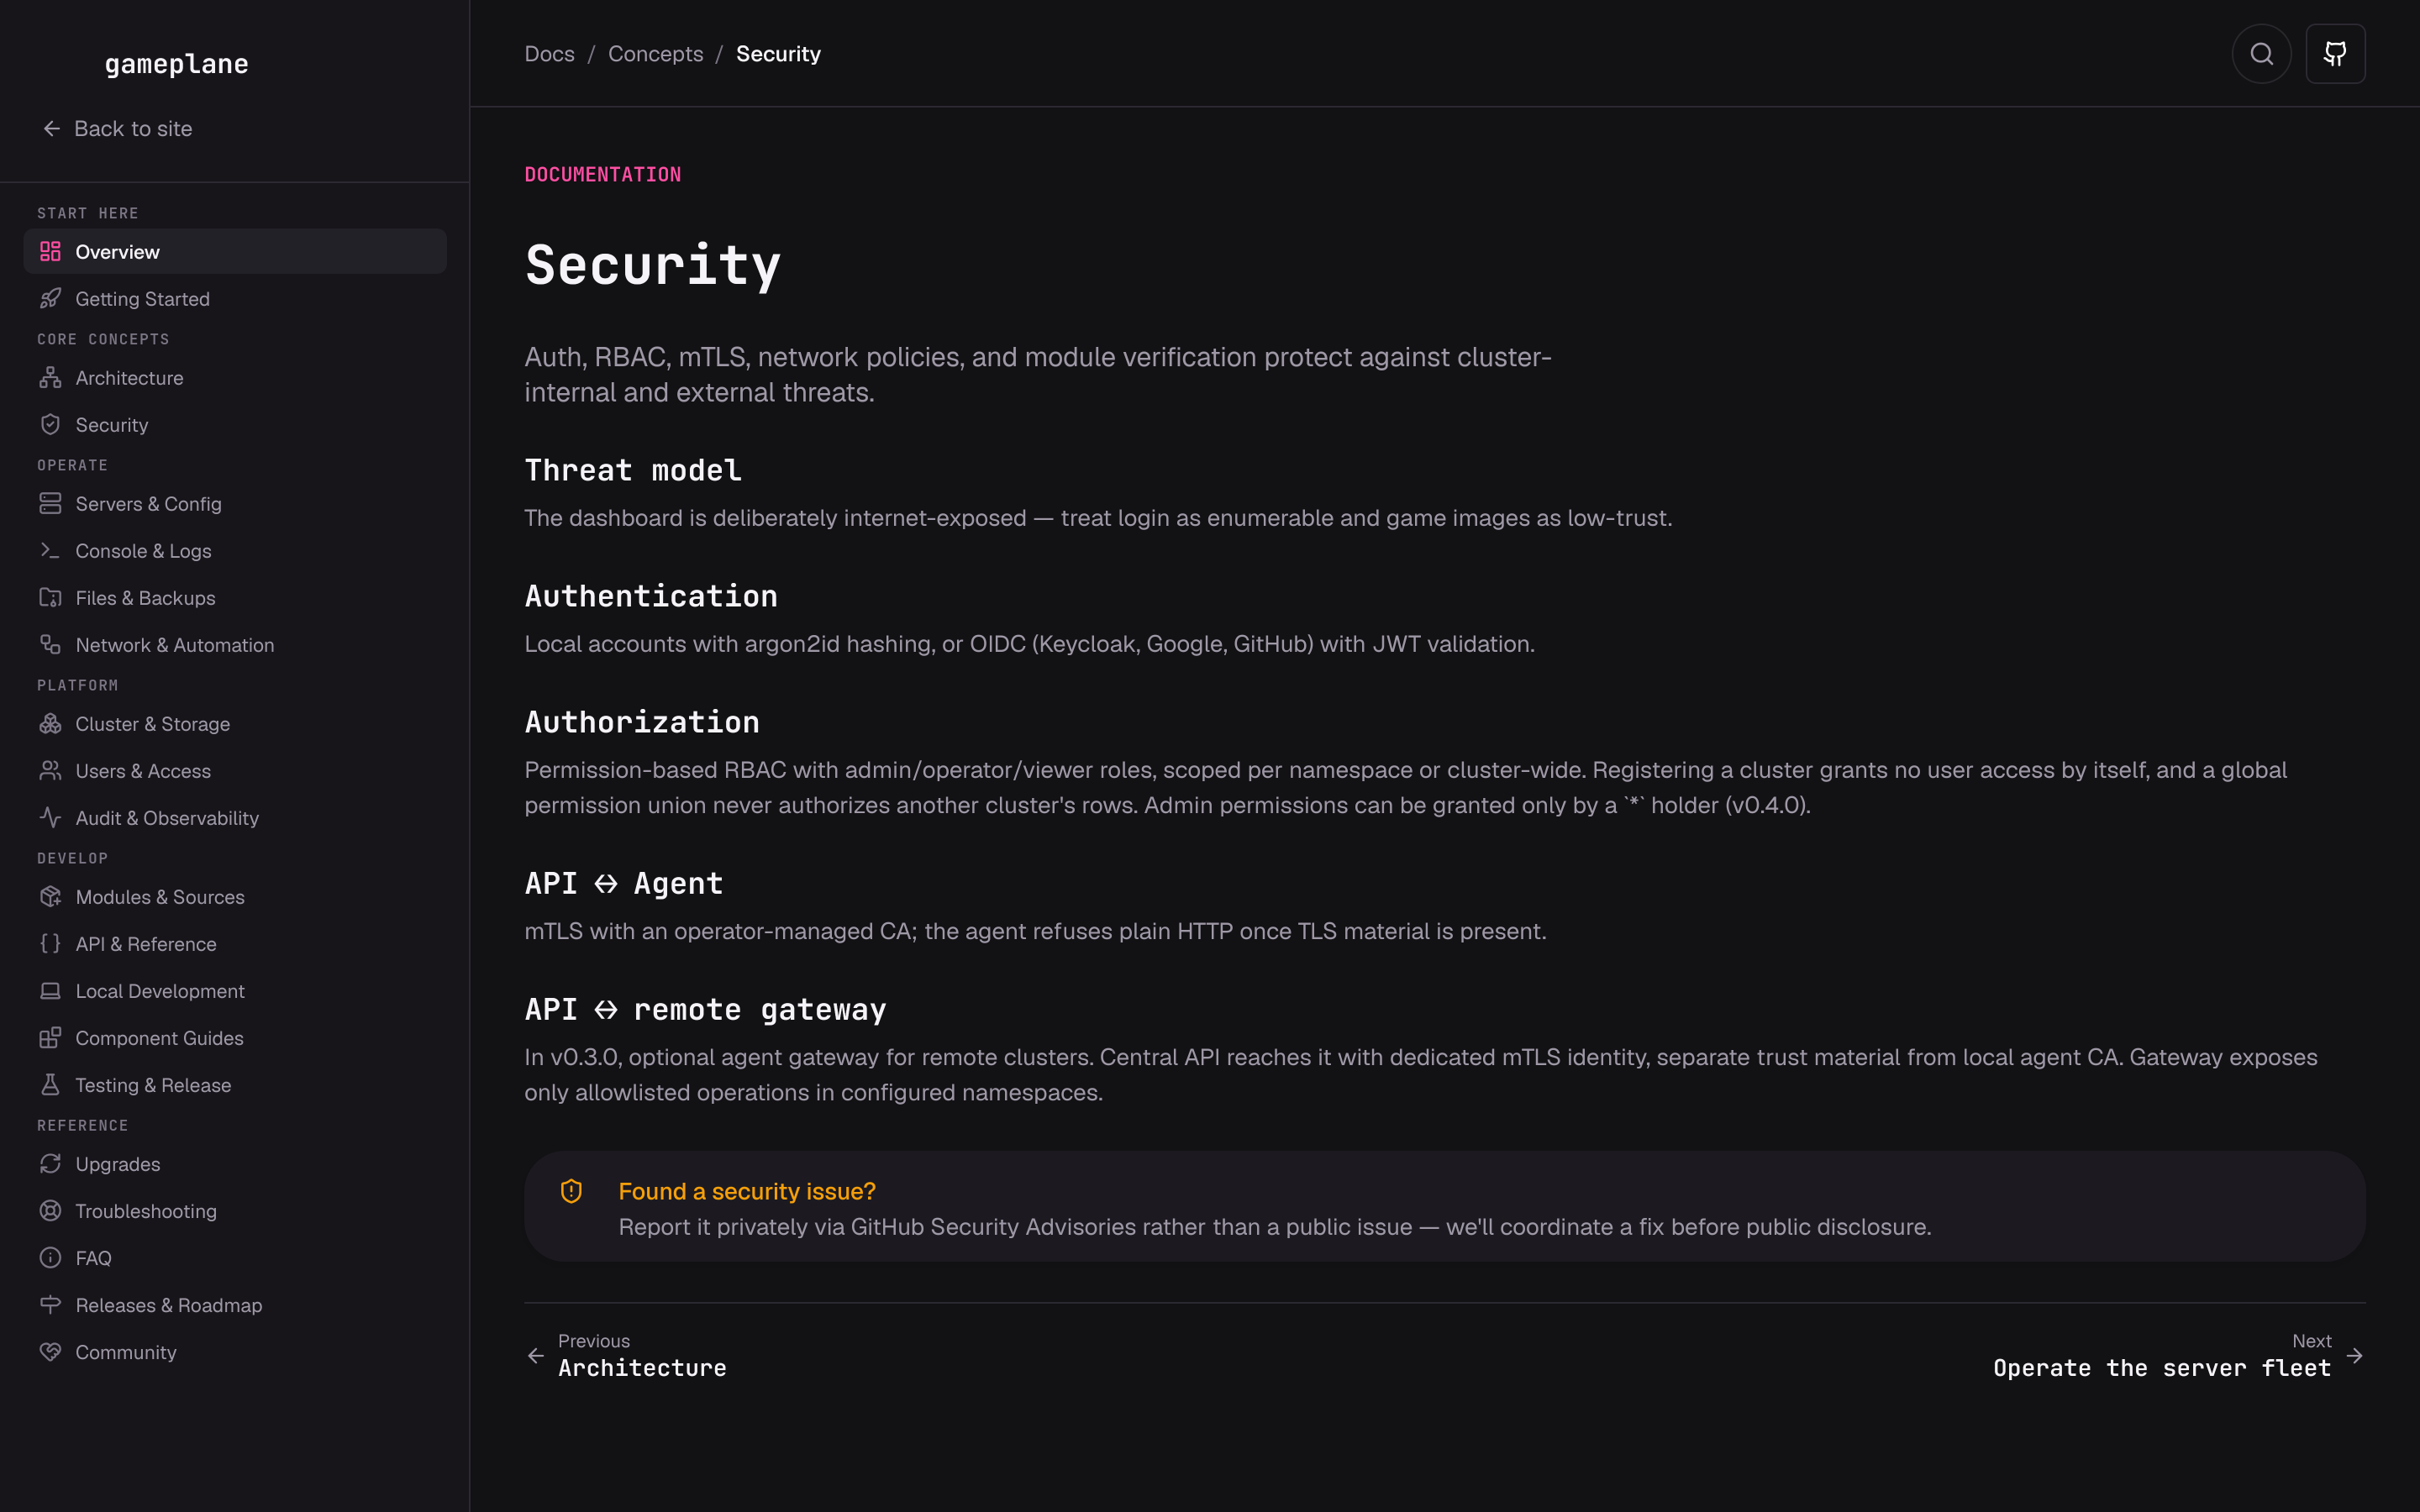 gameplane
Back to site
START HERE
Overview
Getting Started
CORE CONCEPTS
Architecture
Security
OPERATE
Servers & Config
Console & Logs
Files & Backups
Network & Automation
PLATFORM
Cluster & Storage
Users & Access
Audit & Observability
DEVELOP
Modules & Sources
API & Reference
Local Development
Component Guides
Testing & Release
REFERENCE
Upgrades
Troubleshooting
FAQ
Releases & Roadmap
Community
Docs / Concepts / Security
DOCUMENTATION
Security
Auth, RBAC, mTLS, network policies, and module verification protect against cluster-
internal and external threats.
Threat model
The dashboard is deliberately internet-exposed — treat login as enumerable and game images as low-trust.
Authentication
Local accounts with argon2id hashing, or OIDC (Keycloak, Google, GitHub) with JWT validation.
Authorization
Permission-based RBAC with admin/operator/viewer roles, scoped per namespace or cluster-wide. Registering a cluster grants no user access by itself, and a global
permission union never authorizes another cluster's rows. Admin permissions can be granted only by a `*` holder (v0.4.0).
API ↔ Agent
mTLS with an operator-managed CA; the agent refuses plain HTTP once TLS material is present.
API ↔ remote gateway
In v0.3.0, optional agent gateway for remote clusters. Central API reaches it with dedicated mTLS identity, separate trust material from local agent CA. Gateway exposes
only allowlisted operations in configured namespaces.
Found a security issue?
Report it privately via GitHub Security Advisories rather than a public issue — we'll coordinate a fix before public disclosure.
Previous
Architecture
Next
Operate the server fleet